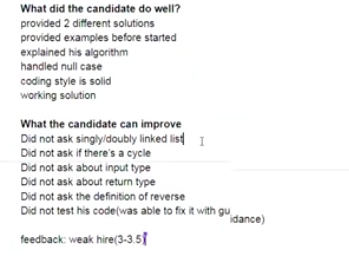 What did the candidate do well?
provided 2 different solutions
provided examples before started
explained his algorithm
handled null case
coding style is solid
working solution
What the candidate can improve
Did not ask singly/doubly linked list
Did not ask if there's a cycle
Did not ask about input type
Did not ask about return type
Did not ask the definition of reverse
Did not test his code(was able to fix it with guidance)
feedback: weak hire(3-3.5)